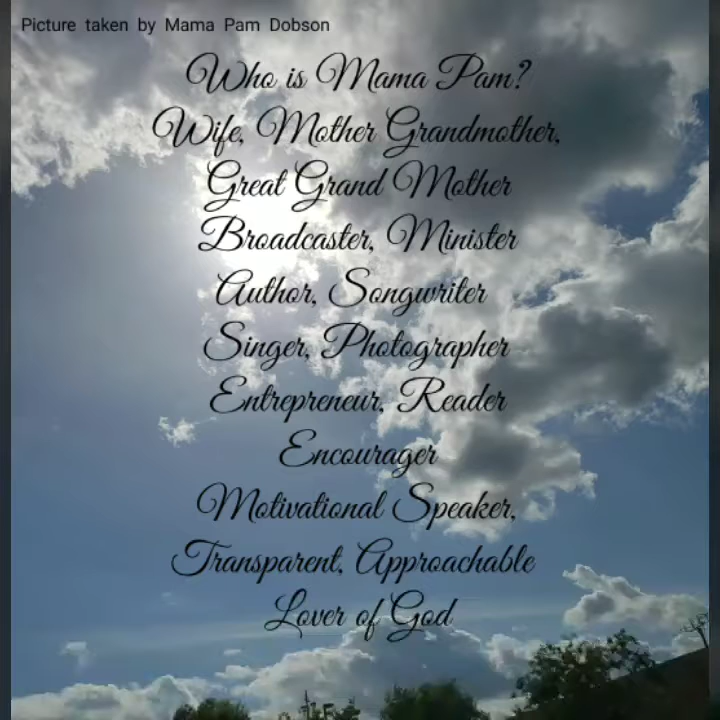 Picture taken by Mama Pam Dobson
Who is Mama Pam?
Wife, Mother Grandmother,
Great Grand Mother
Broadcaster, Minister
Author, Songwriter
Singer, Photographer
Entrepreneur, Reader
Encourager
Motivational Speaker,
Transparent, Approachable
Lover of God